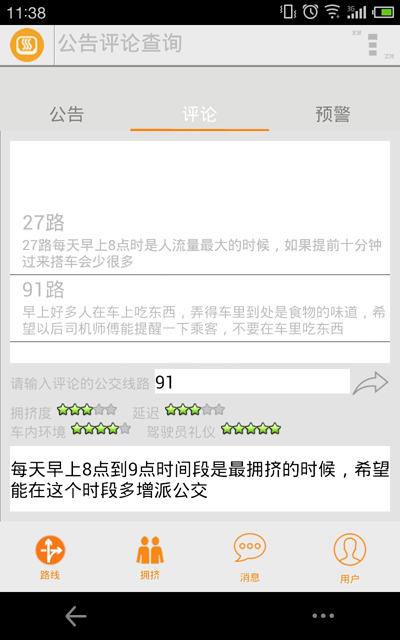 11:38
3G
公告评论查询
公告
评论
预警
27路
27路每天早上8点时是人流量最大的时候，如果提前十分钟
过来搭车会少很多
91路
早上好多人在车上吃东西，弄得车里到处是食物的味道，希
望以后司机师傅能提醒一下乘客，不要在车里吃东西
请输入评论的公交线路 91
拥挤度 延迟
车内环境 驾驶员礼仪
每天早上8点到9点时间段是最拥挤的时候，希望
能在这个时段多增派公交
路线
拥挤
消息
用户